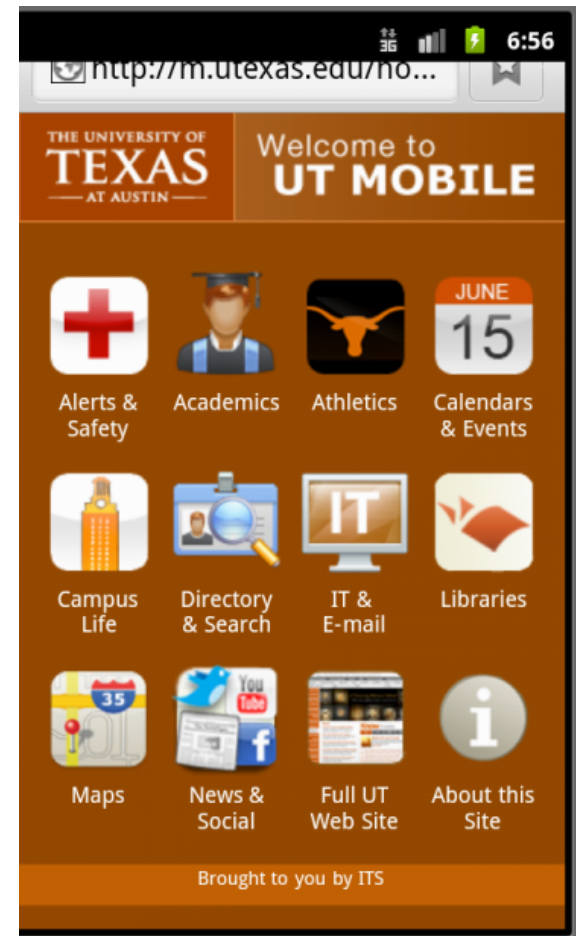 3G 6:56
http://m.utexas.edu/ho...
THE UNIVERSITY OF
TEXAS
AT AUSTIN
Welcome to
UT MOBILE
JUNE
15
Alerts &
Safety
Academics
Athletics
Calendars
& Events
IT
Campus
Life
Directory
& Search
IT &
E-mail
Libraries
35
You
Tube
f
i
Maps
News &
Social
Full UT
Web Site
About this
Site
Brought to you by ITS